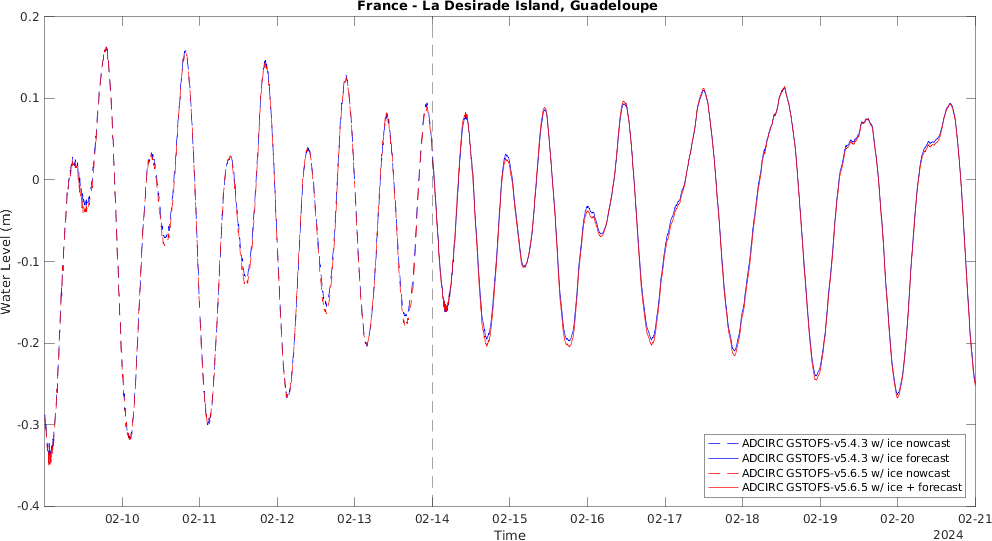 France - La Desirade Island, Guadeloupe
0.2
0.1
0
-0.1
-0.2
-0.3
-0.4
Water Level (m)
ADCIRC GSTOFS-v5.4.3 w/ ice nowcast
ADCIRC GSTOFS-v5.4.3 w/ ice forecast
ADCIRC GSTOFS-v5.6.5 w/ ice nowcast
ADCIRC GSTOFS-v5.6.5 w/ ice + forecast
02-10 02-11 02-12 02-13 02-14 02-15 02-16 02-17 02-18 02-19 02-20 02-21
Time
2024